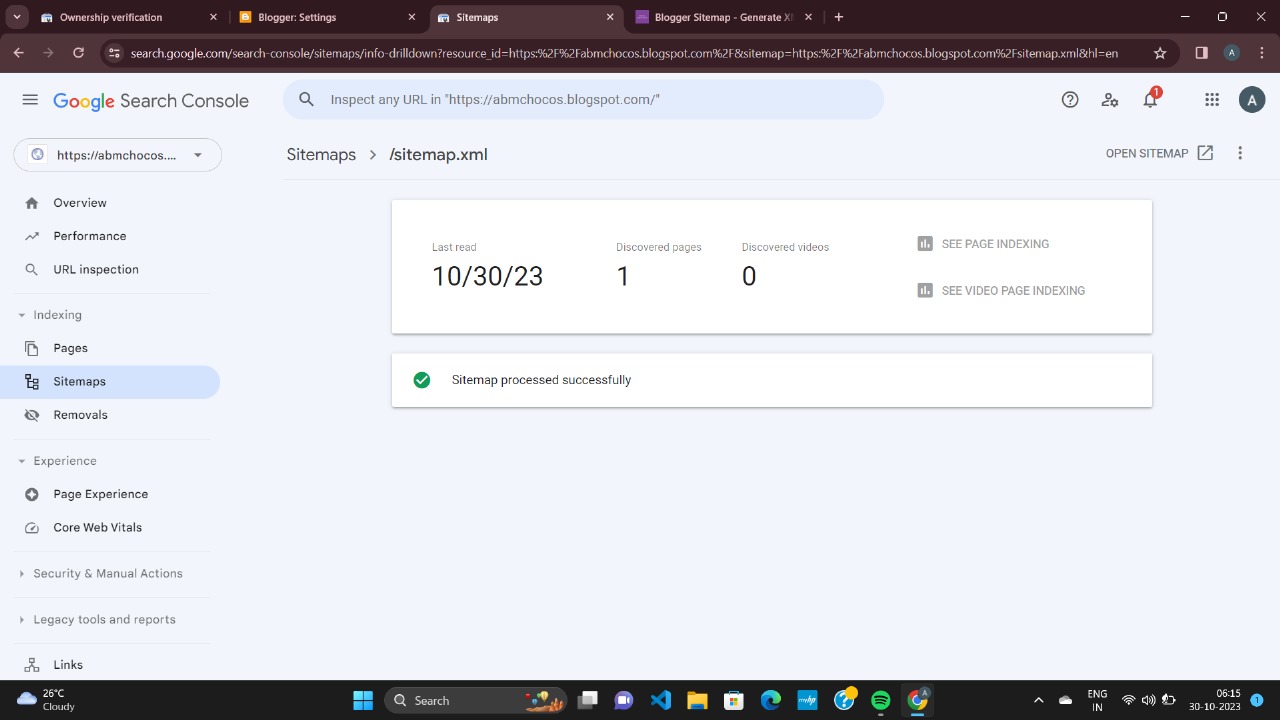 Ownership verification
Blogger: Settings
Sitemaps
Blogger Sitemap - Generate X
search.google.com/search-console/sitemaps/info-drilldown?resource_id=https:%2F%2Fabmchocos.blogspot.com%2F&sitemap=https:%2F%2Fabmchocos.blogspot.com%2Fsitemap.xml&hl=en
A
Google Search Console
Inspect any URL in "https://abmchocos.blogspot.com/"
1
A
https://abmchocos....
Sitemaps > /sitemap.xml
OPEN SITEMAP
Overview
Performance
URL inspection
Indexing
Pages
Sitemaps
Removals
Experience
Page Experience
Core Web Vitals
Security & Manual Actions
Legacy tools and reports
Links
Last read
10/30/23
Discovered pages
1
Discovered videos
0
SEE PAGE INDEXING
SEE VIDEO PAGE INDEXING
Sitemap processed successfully
26°C
Cloudy
Search
myhp
A
ENG
IN
06:15
30-10-2023
1